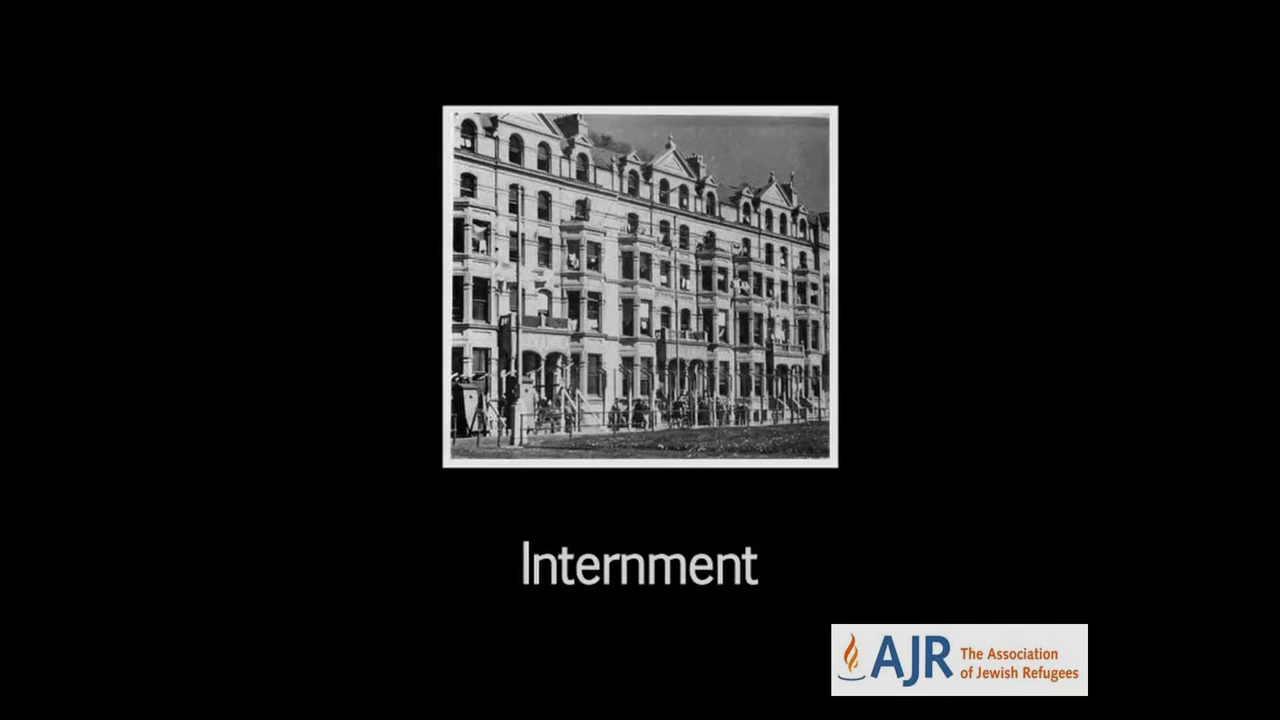 Internment
AJR
The Association
of Jewish Refugees